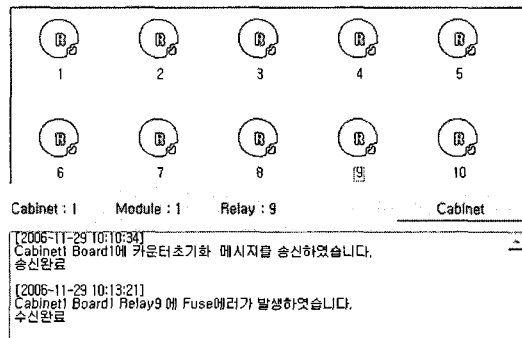 R R R R R
1 2 3 4 5
R R R R R
6 7 8 9 10
Cabinet : 1 Module : 1 Relay : 9 Cabinet
[2006-11-29 10:10:34]
Cabinet1 Board1에 카운터초기화 메시지를 송신하였습니다.
송신완료
[2006-11-29 10:13:21]
Cabinet1 Board1 Relay9 에 Fuse에러가 발생하엿습니다.
수신완료